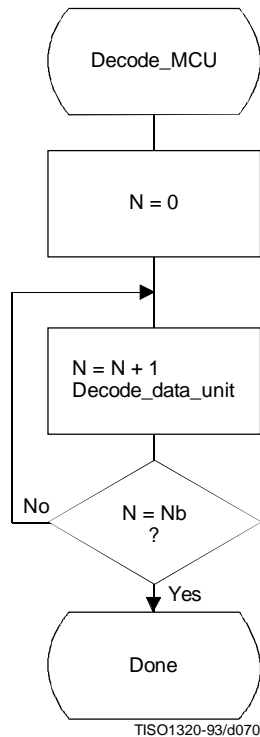 Decode_MCU
N = 0
N = N + 1
Decode_data_unit
N = Nb
?
No
Yes
Done
TISO1320-93/d070